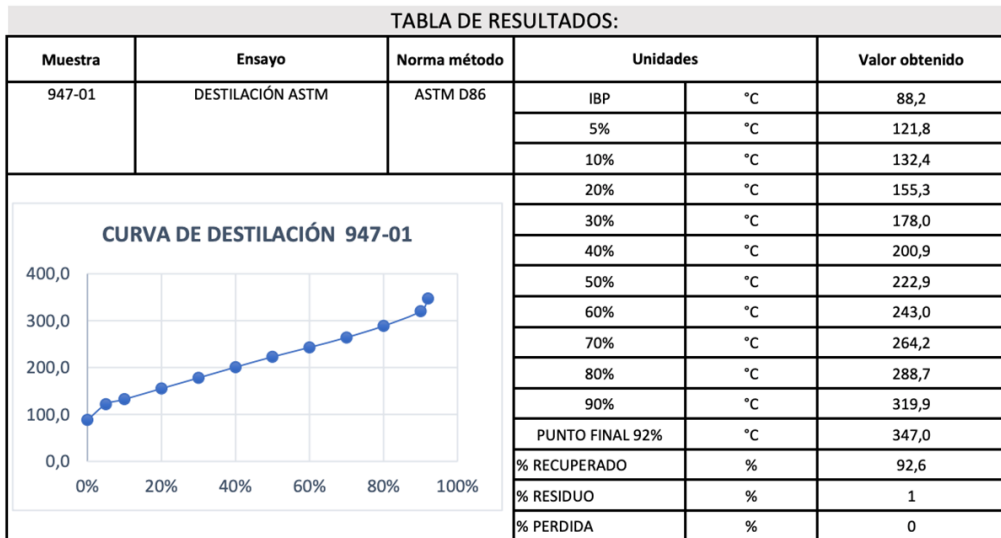 TABLA DE RESULTADOS:
Muestra Ensayo Norma método Unidades Valor obtenido
947-01 DESTILACIÓN ASTM ASTM D86 IBP °C 88,2
5% °C 121,8
10% °C 132,4
20% °C 155,3
30% °C 178,0
40% °C 200,9
50% °C 222,9
60% °C 243,0
70% °C 264,2
80% °C 288,7
90% °C 319,9
PUNTO FINAL 92% °C 347,0
% RECUPERADO % 92,6
% RESIDUO % 1
% PERDIDA % 0
CURVA DE DESTILACIÓN 947-01
400,0
300,0
200,0
100,0
0,0
0% 20% 40% 60% 80% 100%